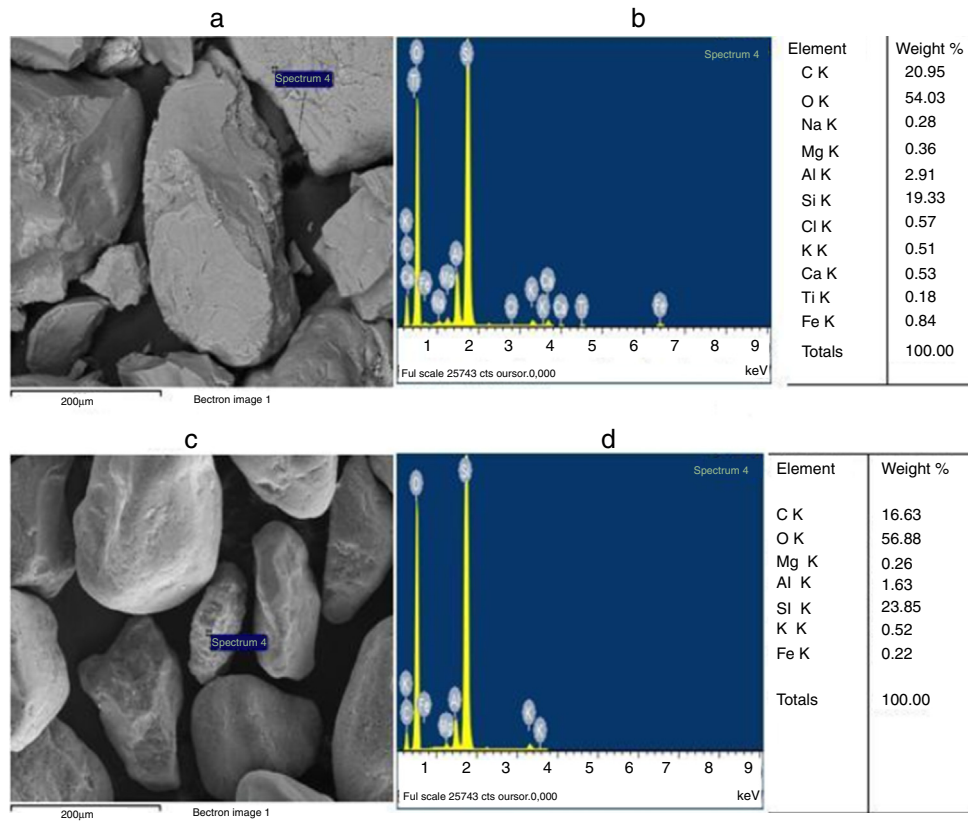 a
b
Spectrum 4
Spectrum 4
Element Weight %
C K 20.95
O K 54.03
Na K 0.28
Mg K 0.36
Al K 2.91
Si K 19.33
Cl K 0.57
K K 0.51
Ca K 0.53
Ti K 0.18
Fe K 0.84
Totals 100.00
1 2 3 4 5 6 7 8 9
Ful scale 25743 cts oursor.0,000 keV
200μm Bectron image 1
c
d
Spectrum 4
Spectrum 4
Element Weight %
C K 16.63
O K 56.88
Mg K 0.26
Al K 1.63
SI K 23.85
K K 0.52
Fe K 0.22
Totals 100.00
1 2 3 4 5 6 7 8 9
Ful scale 25743 cts oursor.0,000 keV
200μm Bectron image 1